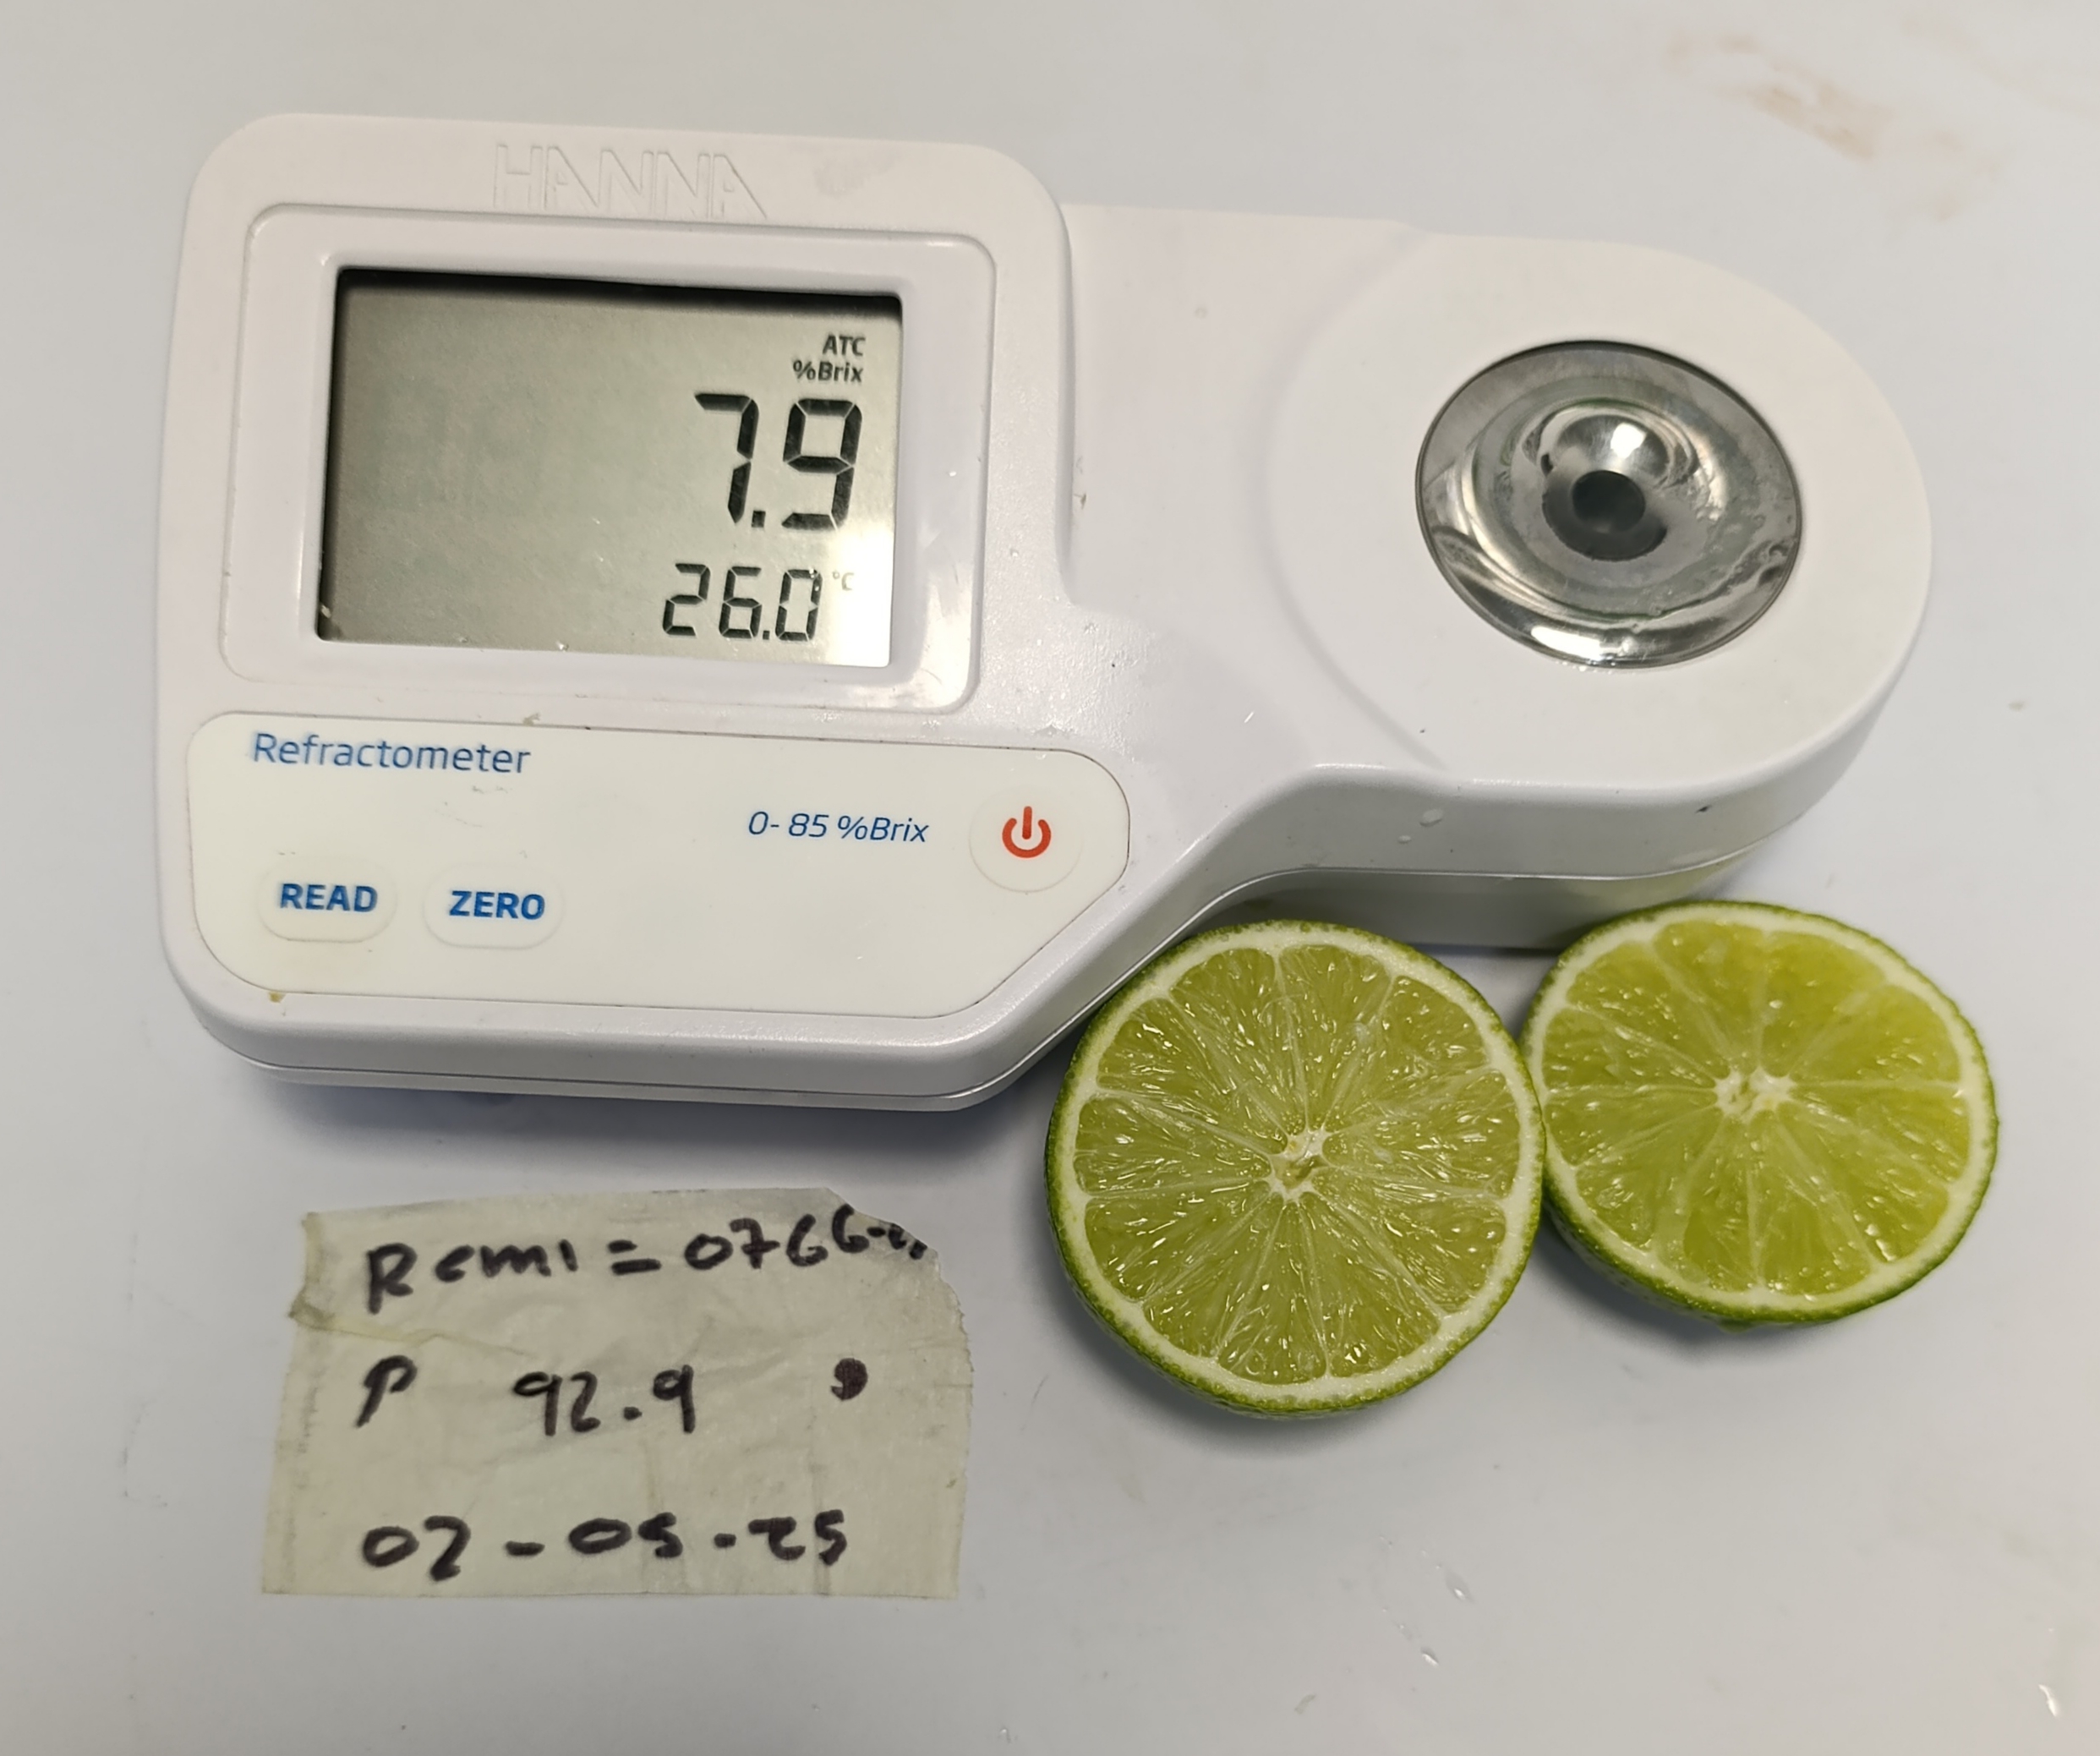 HANNA
ATC
%Brix
7.9
26.0 °C
Refractometer
0-85 %Brix
READ ZERO
Remi = 0766
P 92.9
02-05-25